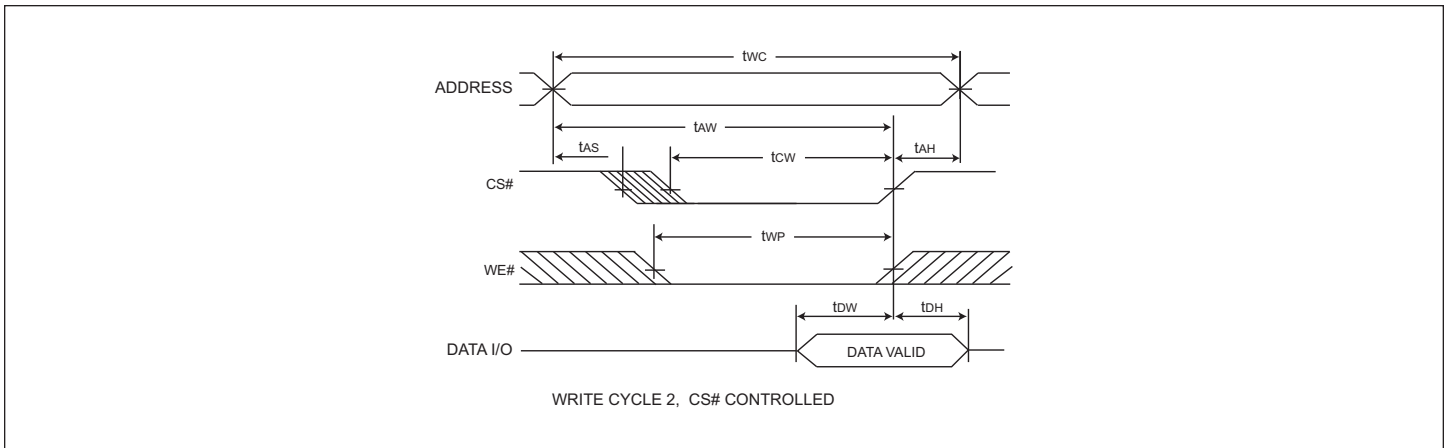 tWC
ADDRESS
tAW
tAS
tCW
tAH
CS#
tWP
WE#
tDW
tDH
DATA I/O
DATA VALID
WRITE CYCLE 2, CS# CONTROLLED